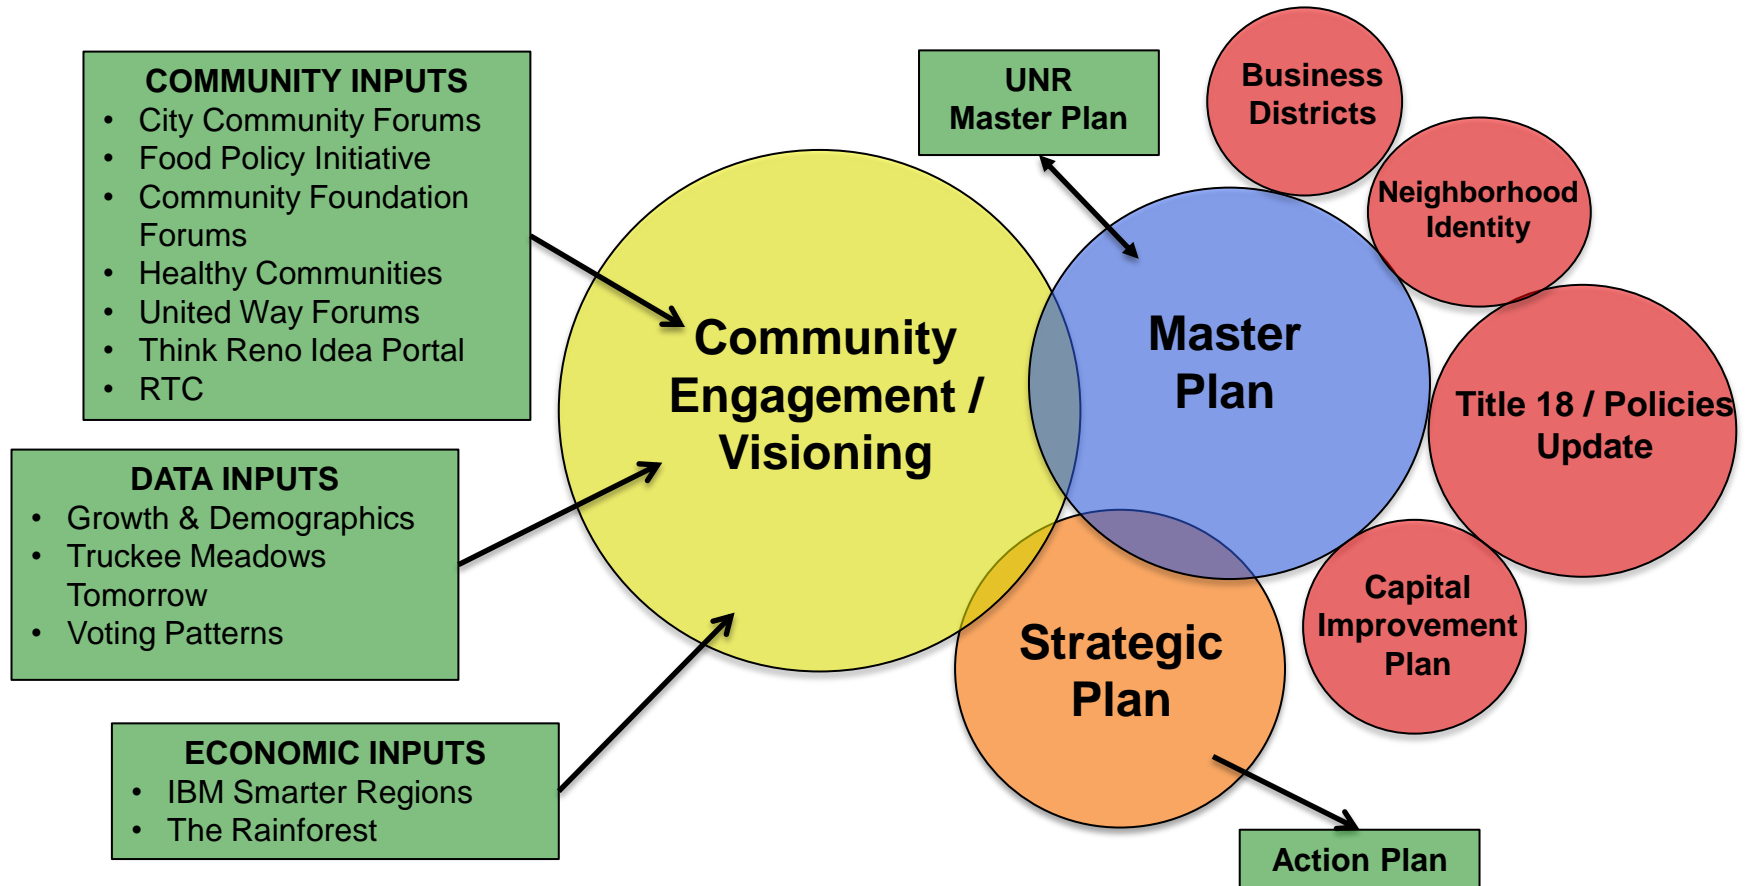 COMMUNITY INPUTS
• City Community Forums
• Food Policy Initiative
• Community Foundation
Forums
• Healthy Communities
• United Way Forums
• Think Reno Idea Portal
• RTC
DATA INPUTS
• Growth & Demographics
• Truckee Meadows
Tomorrow
• Voting Patterns
ECONOMIC INPUTS
• IBM Smarter Regions
• The Rainforest
Community
Engagement /
Visioning
UNR
Master Plan
Master
Plan
Strategic
Plan
Action Plan
Business
Districts
Neighborhood
Identity
Title 18 / Policies
Update
Capital
Improvement
Plan